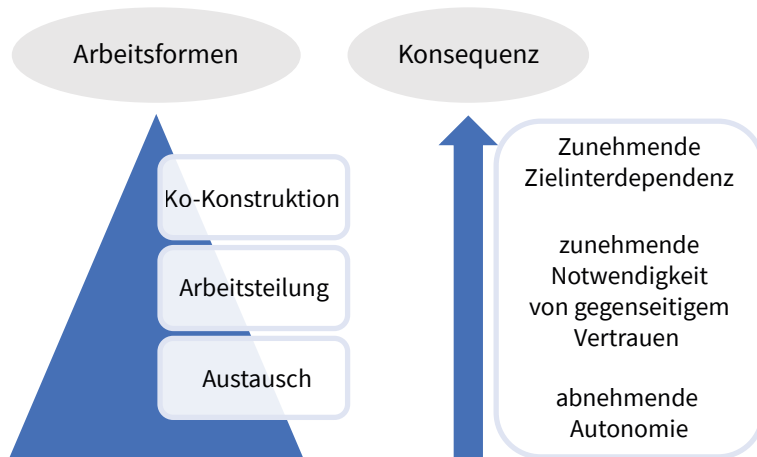 Arbeitsformen
Konsequenz
Ko-Konstruktion
Arbeitsteilung
Austausch
Zunehmende
Zielinterdependenz
zunehmende
Notwendigkeit
von gegenseitigem
Vertrauen
abnehmende
Autonomie